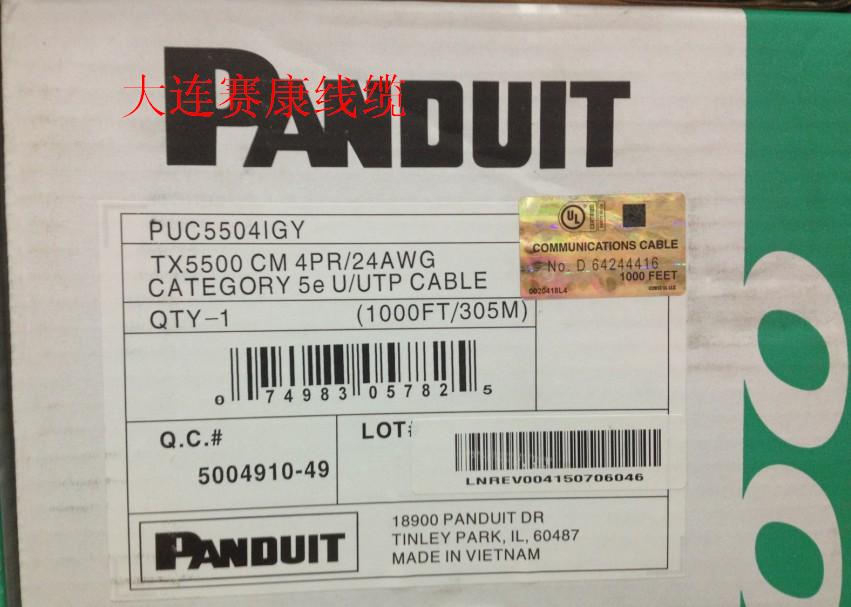 PANDUIT
大连赛康线缆
PUC5504IGY
TX5500 CM 4PR/24AWG
CATEGORY 5e U/UTP CABLE
QTY-1 (1000FT/305M)
UL
COMMUNICATIONS CABLE
No. D 64244416
1000 FEET
0020418L4
0 74983 05782 5
Q.C.#
5004910-49
LOT#
LNREV004150706046
PANDUIT
18900 PANDUIT DR
TINLEY PARK, IL, 60487
MADE IN VIETNAM